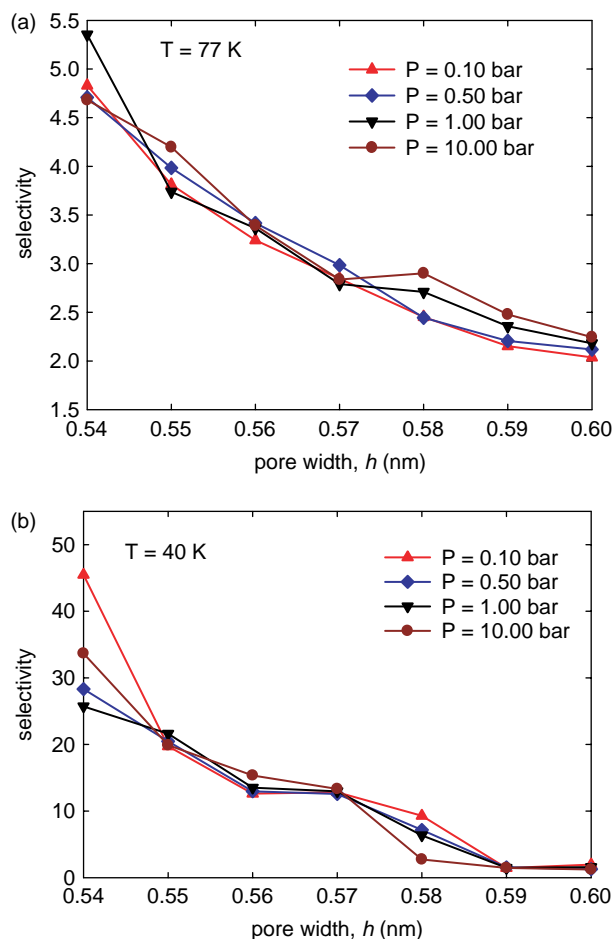 (a)
T = 77 K
P = 0.10 bar
P = 0.50 bar
P = 1.00 bar
P = 10.00 bar
5.5
5.0
4.5
4.0
3.5
3.0
2.5
2.0
1.5
selectivity
0.54 0.55 0.56 0.57 0.58 0.59 0.60
pore width, h (nm)
(b)
T = 40 K
P = 0.10 bar
P = 0.50 bar
P = 1.00 bar
P = 10.00 bar
50
40
30
20
10
0
selectivity
0.54 0.55 0.56 0.57 0.58 0.59 0.60
pore width, h (nm)